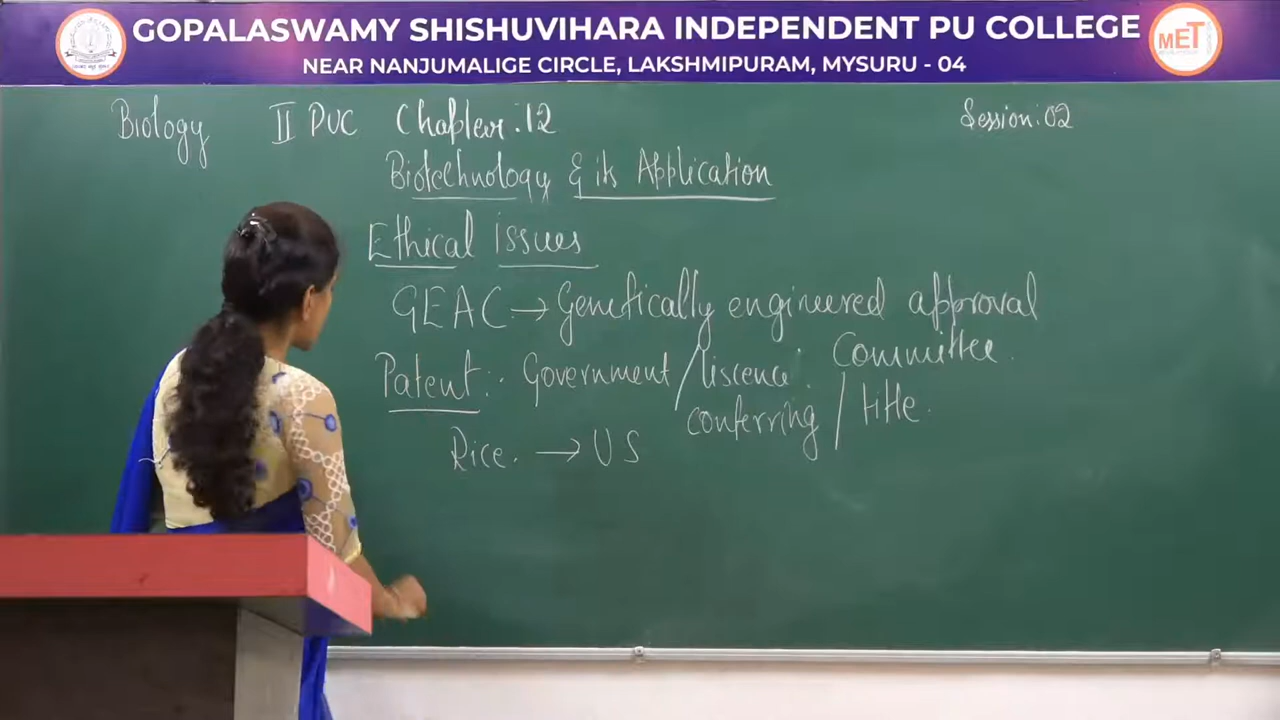 GOPALASWAMY SHISHUVIHARA INDEPENDENT PU COLLEGE
NEAR NANJUMALIGE CIRCLE, LAKSHMIPURAM, MYSURU - 04
MET
Biology II PUC Chapter:12 Session:02
Biotechnology & its Application
Ethical issues
GEAC → Genetically engineered approval
Committee.
Patent: Government / liscence.
conferring / title.
Rice. → US